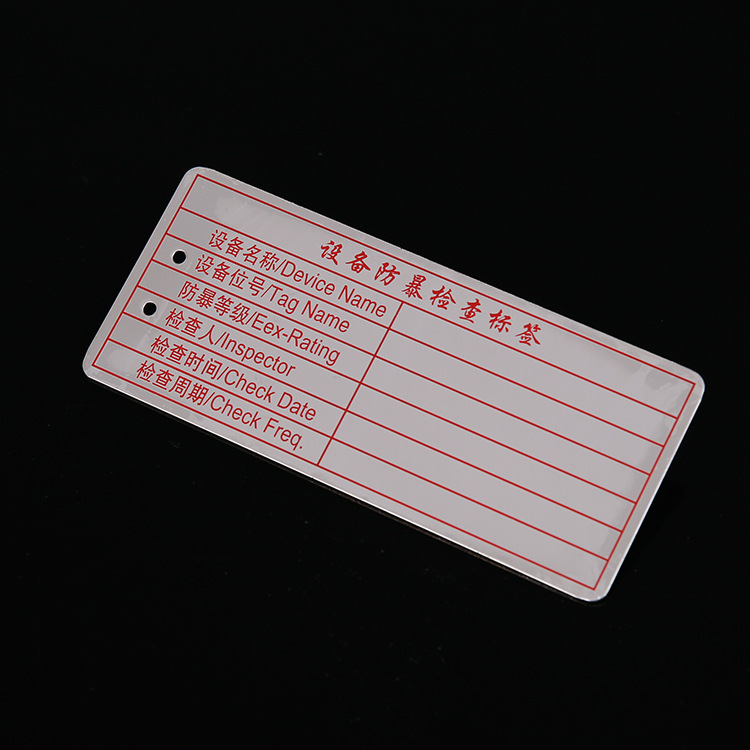 设备防暴检查标签
设备名称/Device Name
设备位号/Tag Name
防暴等级/Eex-Rating
检查人/Inspector
检查时间/Check Date
检查周期/Check Freq.